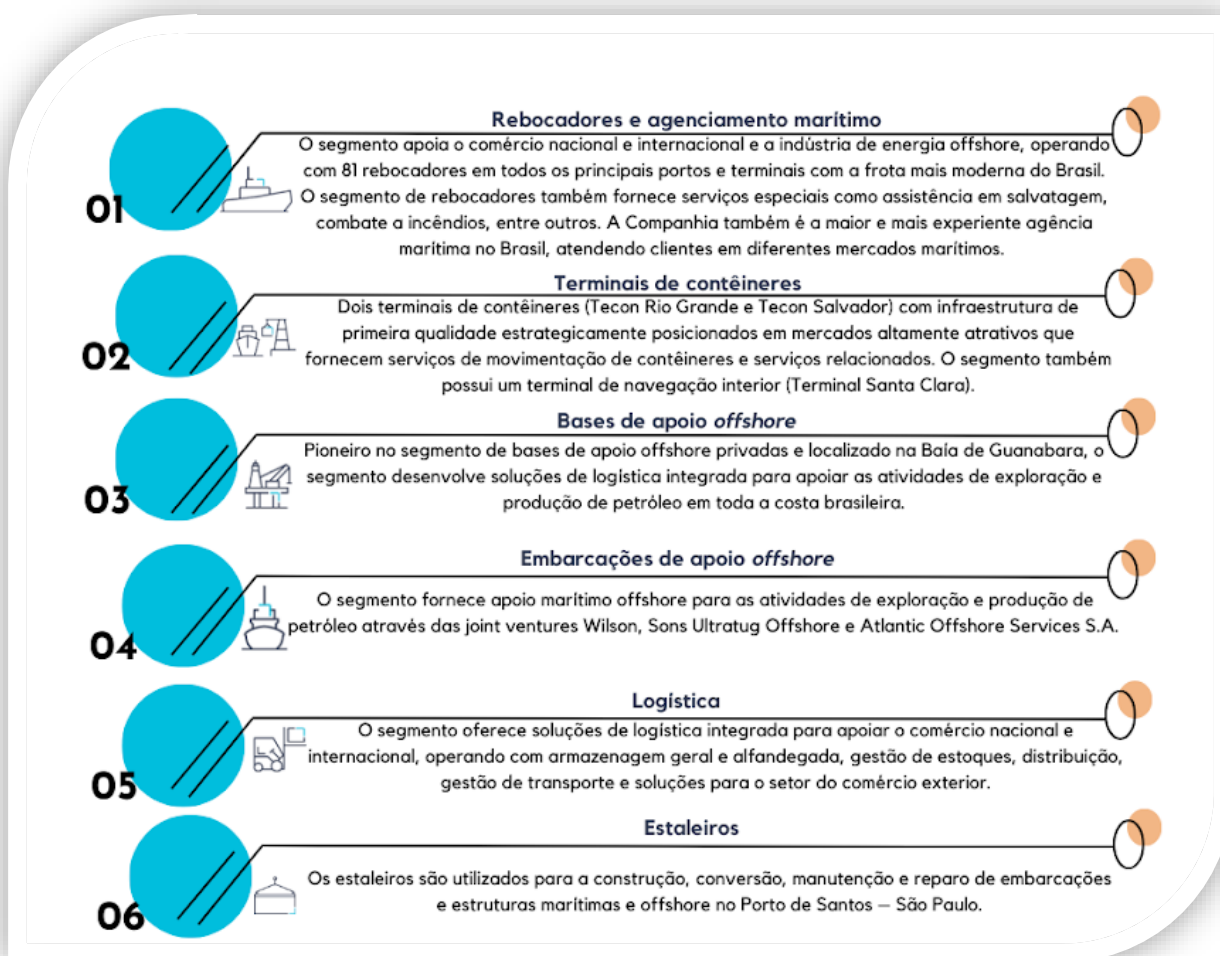 01
Rebocadores e agenciamento marítimo
O segmento apoia o comércio nacional e internacional e a indústria de energia offshore, operando
com 81 rebocadores em todos os principais portos e terminais com a frota mais moderna do Brasil.
O segmento de rebocadores também fornece serviços especiais como assistência em salvatagem,
combate a incêndios, entre outros. A Companhia também é a maior e mais experiente agência
marítima no Brasil, atendendo clientes em diferentes mercados marítimos.
02
Terminais de contêineres
Dois terminais de contêineres (Tecon Rio Grande e Tecon Salvador) com infraestrutura de
primeira qualidade estrategicamente posicionados em mercados altamente atrativos que
fornecem serviços de movimentação de contêineres e serviços relacionados. O segmento também
possui um terminal de navegação interior (Terminal Santa Clara).
03
Bases de apoio offshore
Pioneiro no segmento de bases de apoio offshore privadas e localizado na Baía de Guanabara, o
segmento desenvolve soluções de logística integrada para apoiar as atividades de exploração e
produção de petróleo em toda a costa brasileira.
04
Embarcações de apoio offshore
O segmento fornece apoio marítimo offshore para as atividades de exploração e produção de
petróleo através das joint ventures Wilson, Sons Ultratug Offshore e Atlantic Offshore Services S.A.
05
Logística
O segmento oferece soluções de logística integrada para apoiar o comércio nacional e
internacional, operando com armazenagem geral e alfandegada, gestão de estoques, distribuição,
gestão de transporte e soluções para o setor do comércio exterior.
06
Estaleiros
Os estaleiros são utilizados para a construção, conversão, manutenção e reparo de embarcações
e estruturas marítimas e offshore no Porto de Santos – São Paulo.